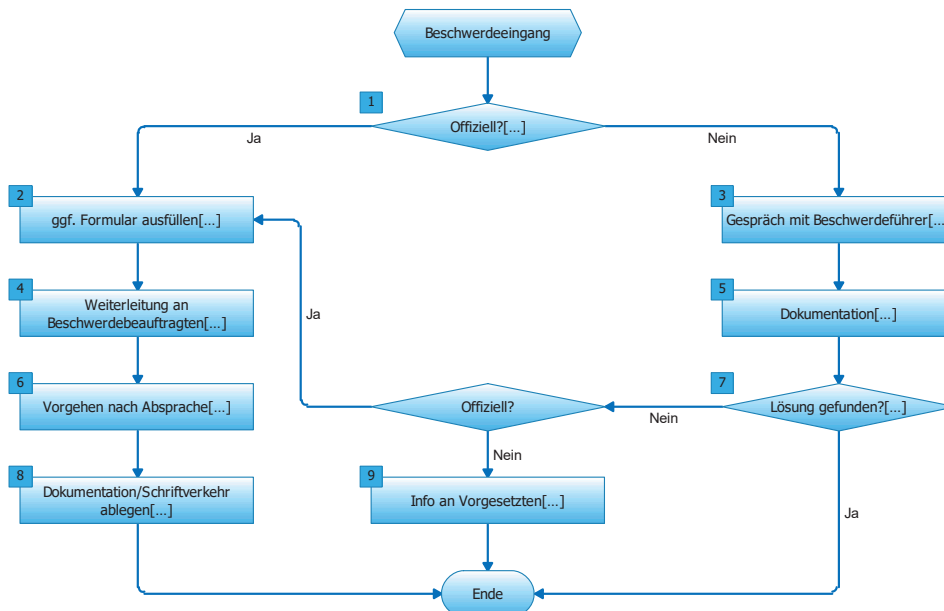 Beschwerdeeingang
1
Offiziell?[...]
Ja
Nein
2
ggf. Formular ausfüllen[...]
3
Gespräch mit Beschwerdeführer[...
4
Weiterleitung an
Beschwerdebeauftragten[...]
Ja
5
Dokumentation[...]
6
Vorgehen nach Absprache[...]
Offiziell?
Nein
7
Lösung gefunden?[...]
Nein
8
Dokumentation/Schriftverkehr
ablegen[...]
9
Info an Vorgesetzten[...]
Ja
Ende